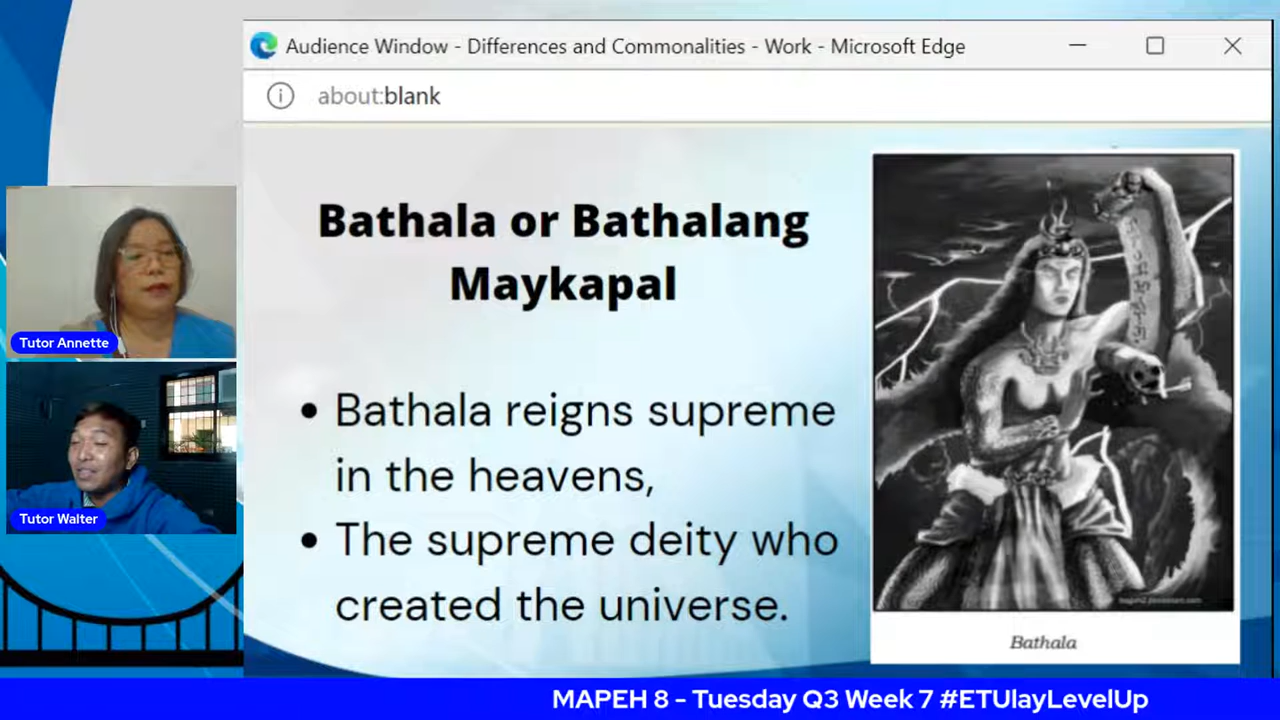 Audience Window - Differences and Commonalities - Work - Microsoft Edge
about:blank
Bathala or Bathalang
Maykapal
• Bathala reigns supreme
in the heavens,
• The supreme deity who
created the universe.
Bathala
Tutor Annette
Tutor Walter
MAPEH 8 - Tuesday Q3 Week 7 #ETUlayLevelUp